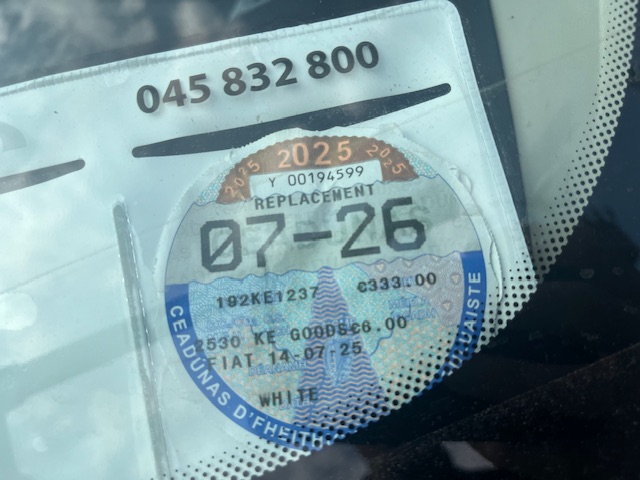 045 832 800
2025 2025 2025
Y 00194599
REPLACEMENT
07-26
192KE1237 €333.00
2530 KE GOODS€6.00
FIAT 14-07-25
WHITE
CEADÚNAS D'FHEITH